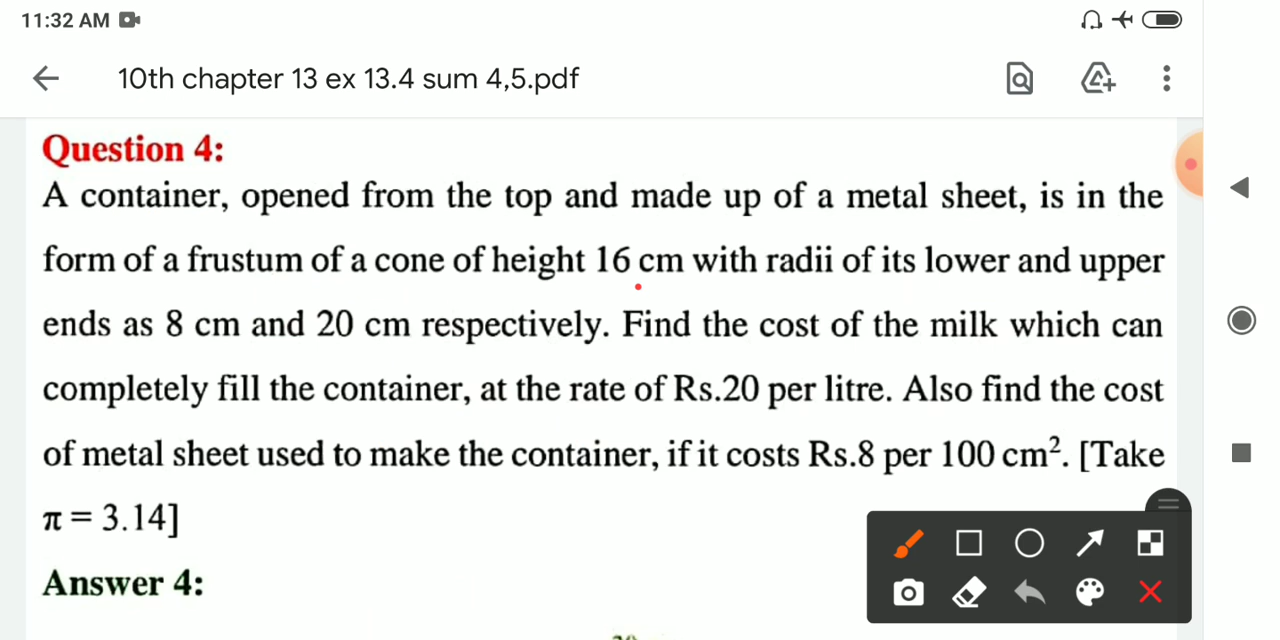 11:32 AM
10th chapter 13 ex 13.4 sum 4,5.pdf
Question 4:
A container, opened from the top and made up of a metal sheet, is in the
form of a frustum of a cone of height 16 cm with radii of its lower and upper
ends as 8 cm and 20 cm respectively. Find the cost of the milk which can
completely fill the container, at the rate of Rs.20 per litre. Also find the cost
of metal sheet used to make the container, if it costs Rs.8 per 100 cm². [Take
π = 3.14]
Answer 4: